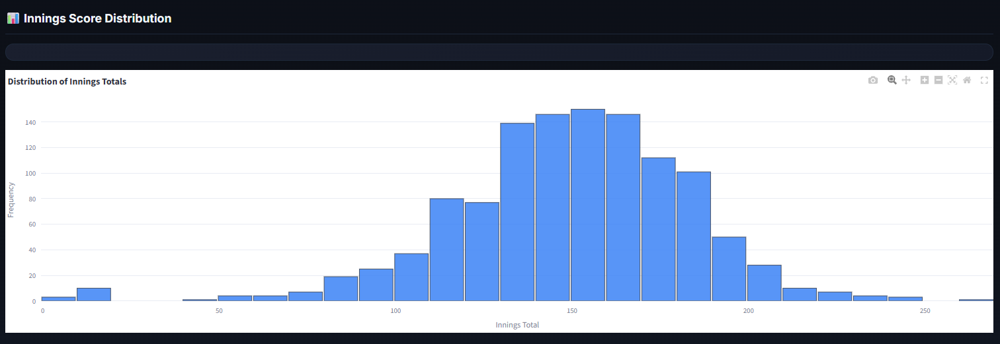 📊 Innings Score Distribution
Distribution of Innings Totals
140
120
100
80
60
40
20
0
Frequency
0 50 100 150 200 250
Innings Total